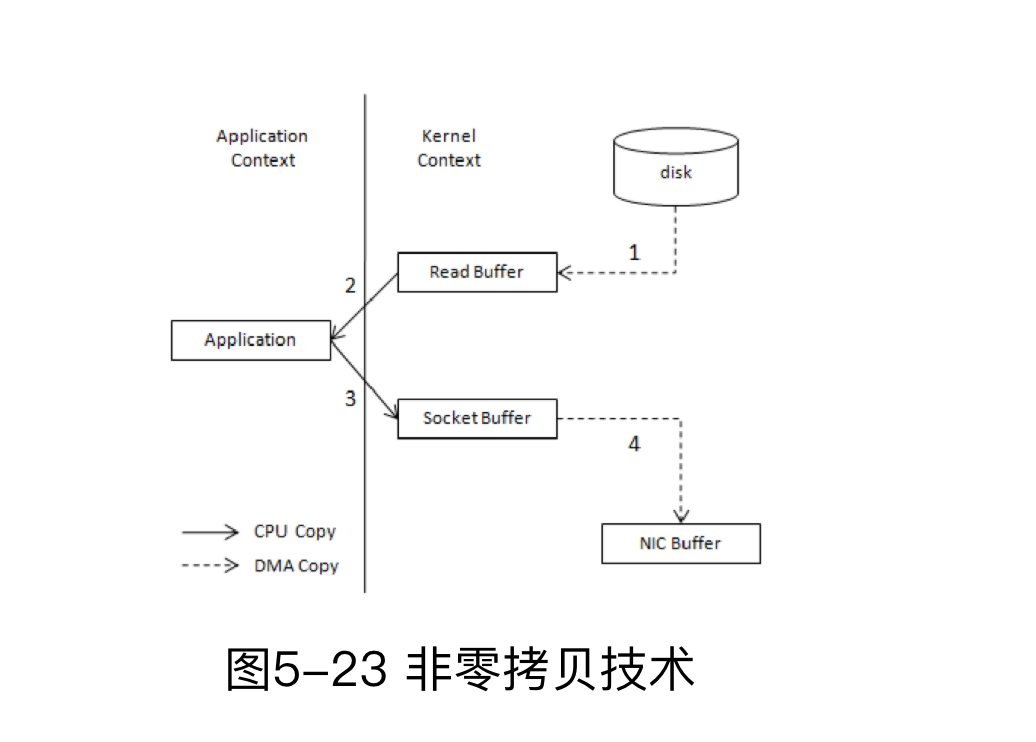 Application
Context
Kernel
Context
disk
1
Read Buffer
2
Application
3
Socket Buffer
4
CPU Copy
NIC Buffer
DMA Copy
图5-23 非零拷贝技术